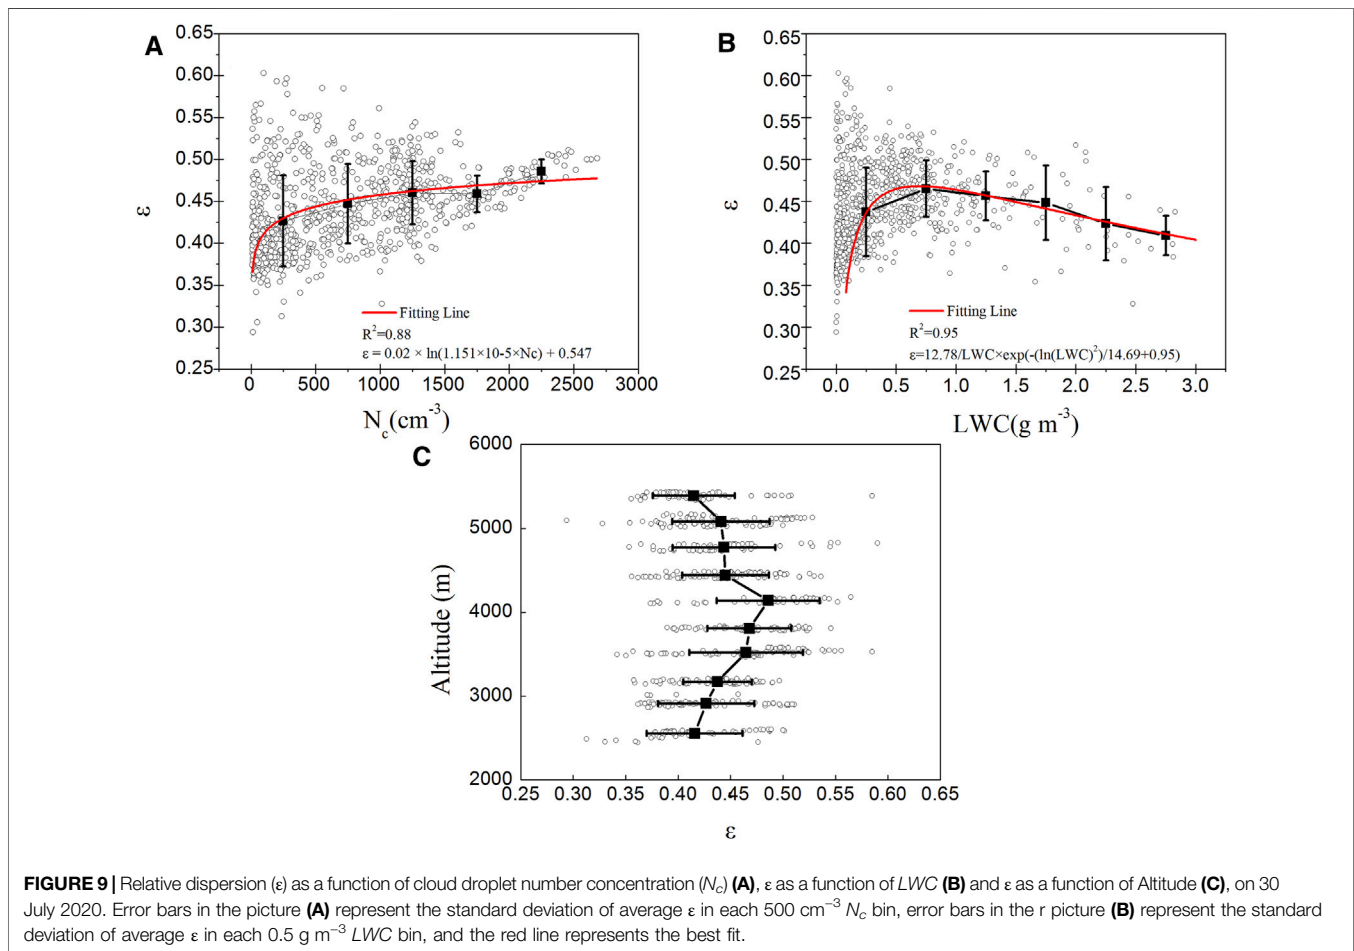 A
0.65
0.60
0.55
0.50
0.45
0.40
0.35
0.30
0.25
ε
Fitting Line
R²=0.88
ε = 0.02 × ln(1.151×10-5×Nc) + 0.547
0 500 1000 1500 2000 2500 3000
N_c(cm⁻³)
B
0.65
0.60
0.55
0.50
0.45
0.40
0.35
0.30
0.25
ε
Fitting Line
R²=0.95
ε=12.78/LWC×exp(-(ln(LWC)²)/14.69+0.95)
0.0 0.5 1.0 1.5 2.0 2.5 3.0
LWC(g m⁻³)
C
6000
5000
4000
3000
2000
Altitude (m)
0.25 0.30 0.35 0.40 0.45 0.50 0.55 0.60 0.65
ε
FIGURE 9 | Relative dispersion (ε) as a function of cloud droplet number concentration (N_c) (A), ε as a function of LWC (B) and ε as a function of Altitude (C), on 30
July 2020. Error bars in the picture (A) represent the standard deviation of average ε in each 500 cm⁻³ N_c bin, error bars in the r picture (B) represent the standard
deviation of average ε in each 0.5 g m⁻³ LWC bin, and the red line represents the best fit.